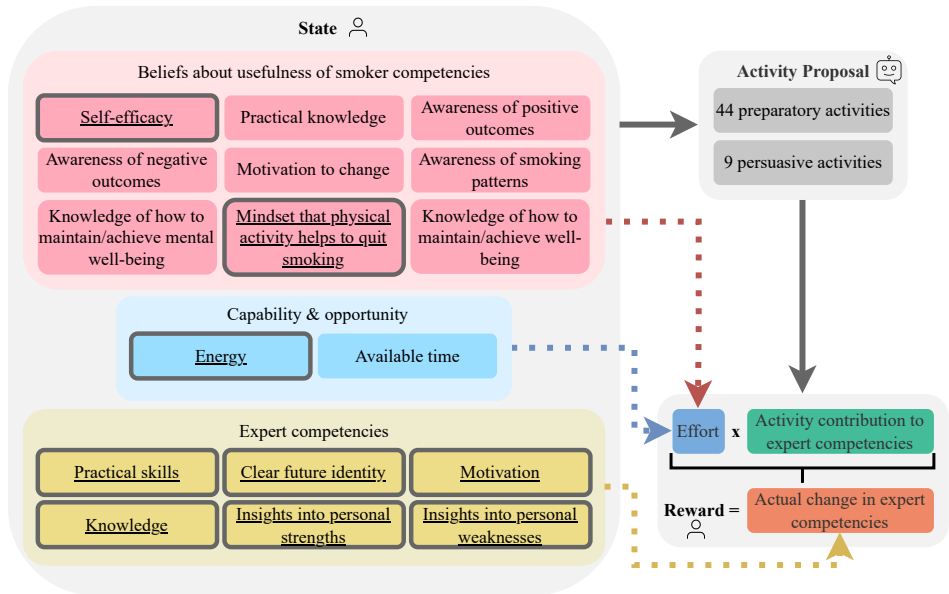 State
Beliefs about usefulness of smoker competencies
Self-efficacy
Practical knowledge
Awareness of positive
outcomes
Awareness of negative
outcomes
Motivation to change
Awareness of smoking
patterns
Knowledge of how to
maintain/achieve mental
well-being
Mindset that physical
activity helps to quit
smoking
Knowledge of how to
maintain/achieve well-
being
Capability & opportunity
Energy
Available time
Expert competencies
Practical skills
Clear future identity
Motivation
Knowledge
Insights into personal
strengths
Insights into personal
weaknesses
Activity Proposal
44 preparatory activities
9 persuasive activities
Effort
x
Activity contribution to
expert competencies
Reward =
Actual change in expert
competencies